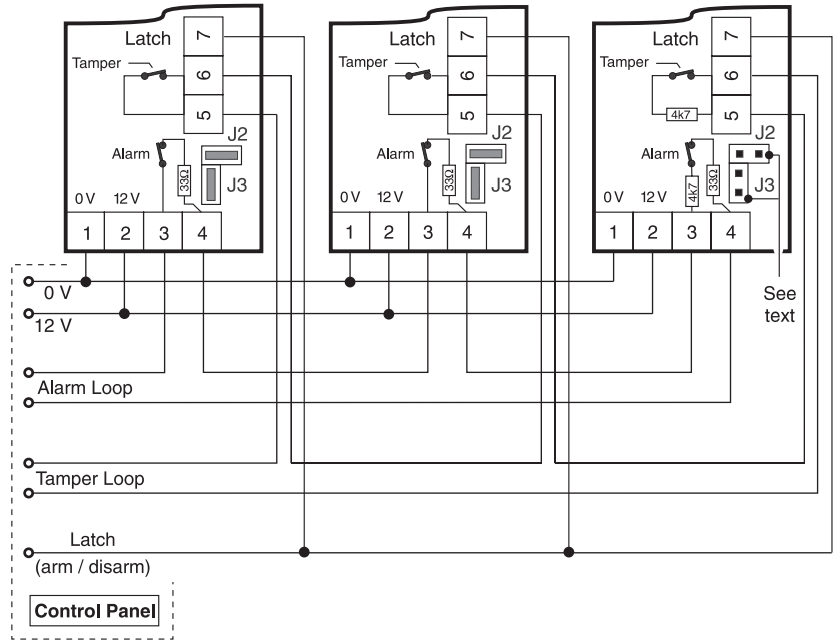 Latch
7
Tamper
6
5
J2
Alarm
33Ω
J3
0 V
12 V
1
2
3
4
Latch
7
Tamper
6
5
J2
Alarm
33Ω
J3
0 V
12 V
1
2
3
4
Latch
7
Tamper
6
4k7
5
J2
Alarm
4k7
33Ω
J3
0 V
12 V
1
2
3
4
See
text
0 V
12 V
Alarm Loop
Tamper Loop
Latch
(arm / disarm)
Control Panel